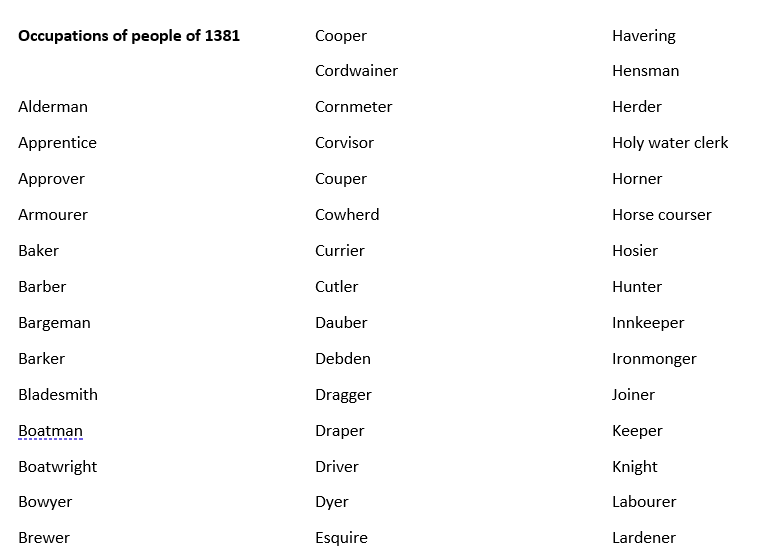 Occupations of people of 1381
Alderman
Apprentice
Approver
Armourer
Baker
Barber
Bargeman
Barker
Bladesmith
Boatman
Boatwright
Bowyer
Brewer
Cooper
Cordwainer
Cornmeter
Corvisor
Couper
Cowherd
Currier
Cutler
Dauber
Debden
Dragger
Draper
Driver
Dyer
Esquire
Havering
Hensman
Herder
Holy water clerk
Horner
Horse courser
Hosier
Hunter
Innkeeper
Ironmonger
Joiner
Keeper
Knight
Labourer
Lardener